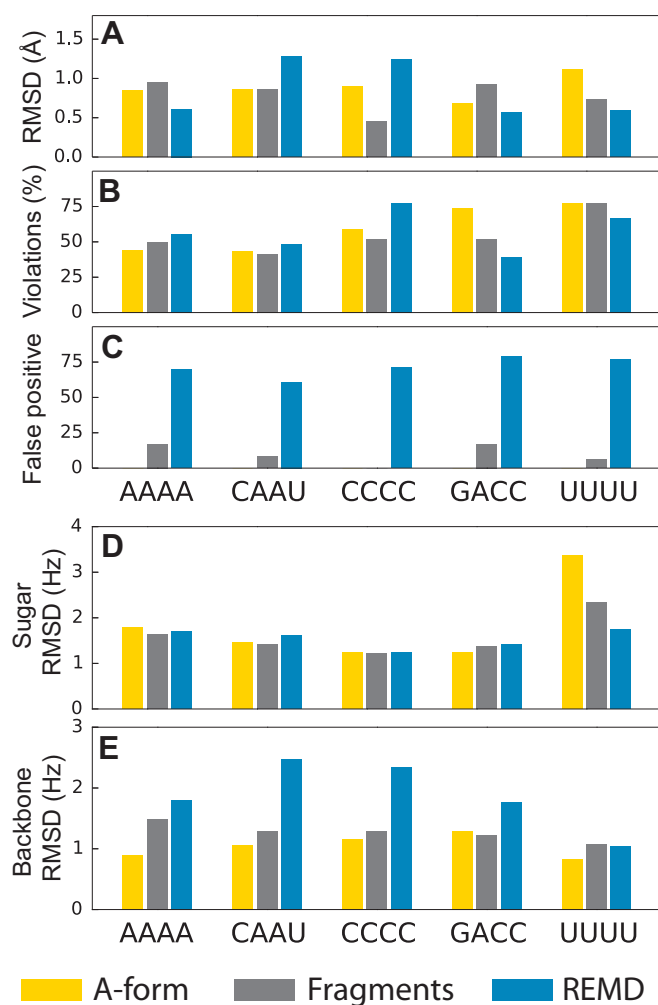 A
RMSD (Å)
1.5
1.0
0.5
0.0
B
Violations (%)
75
50
25
0
C
False positive
75
50
25
0
AAAA CAAU CCCC GACC UUUU
D
Sugar
RMSD (Hz)
4
3
2
1
0
E
Backbone
RMSD (Hz)
3
2
1
0
AAAA CAAU CCCC GACC UUUU
A-form Fragments REMD